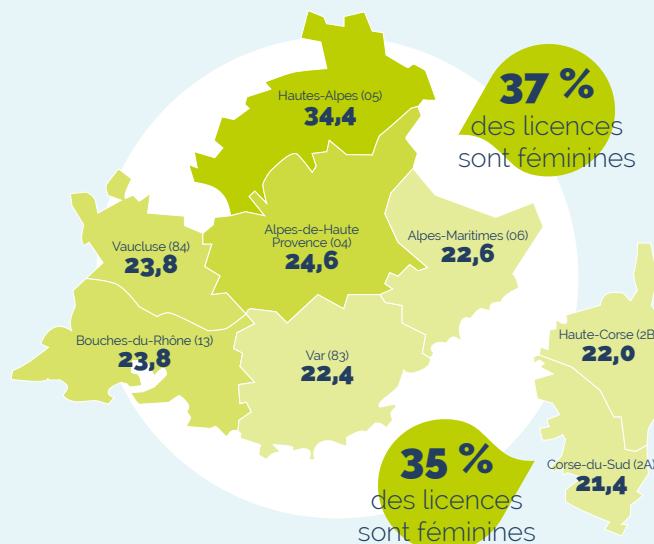 Hautes-Alpes (05)
34,4
37 %
des licences
sont féminines
Vaucluse (84)
23,8
Alpes-de-Haute
Provence (04)
24,6
Alpes-Maritimes (06)
22,6
Bouches-du-Rhône (13)
23,8
Var (83)
22,4
Haute-Corse (2B
22,0
35 %
des licences
sont féminines
Corse-du-Sud (2A)
21,4